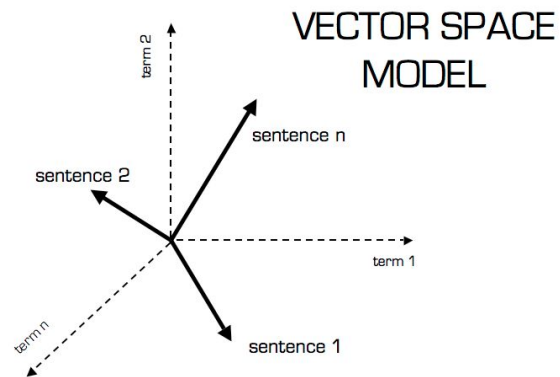 VECTOR SPACE
MODEL
term 2
sentence n
sentence 2
term 1
term n
sentence 1